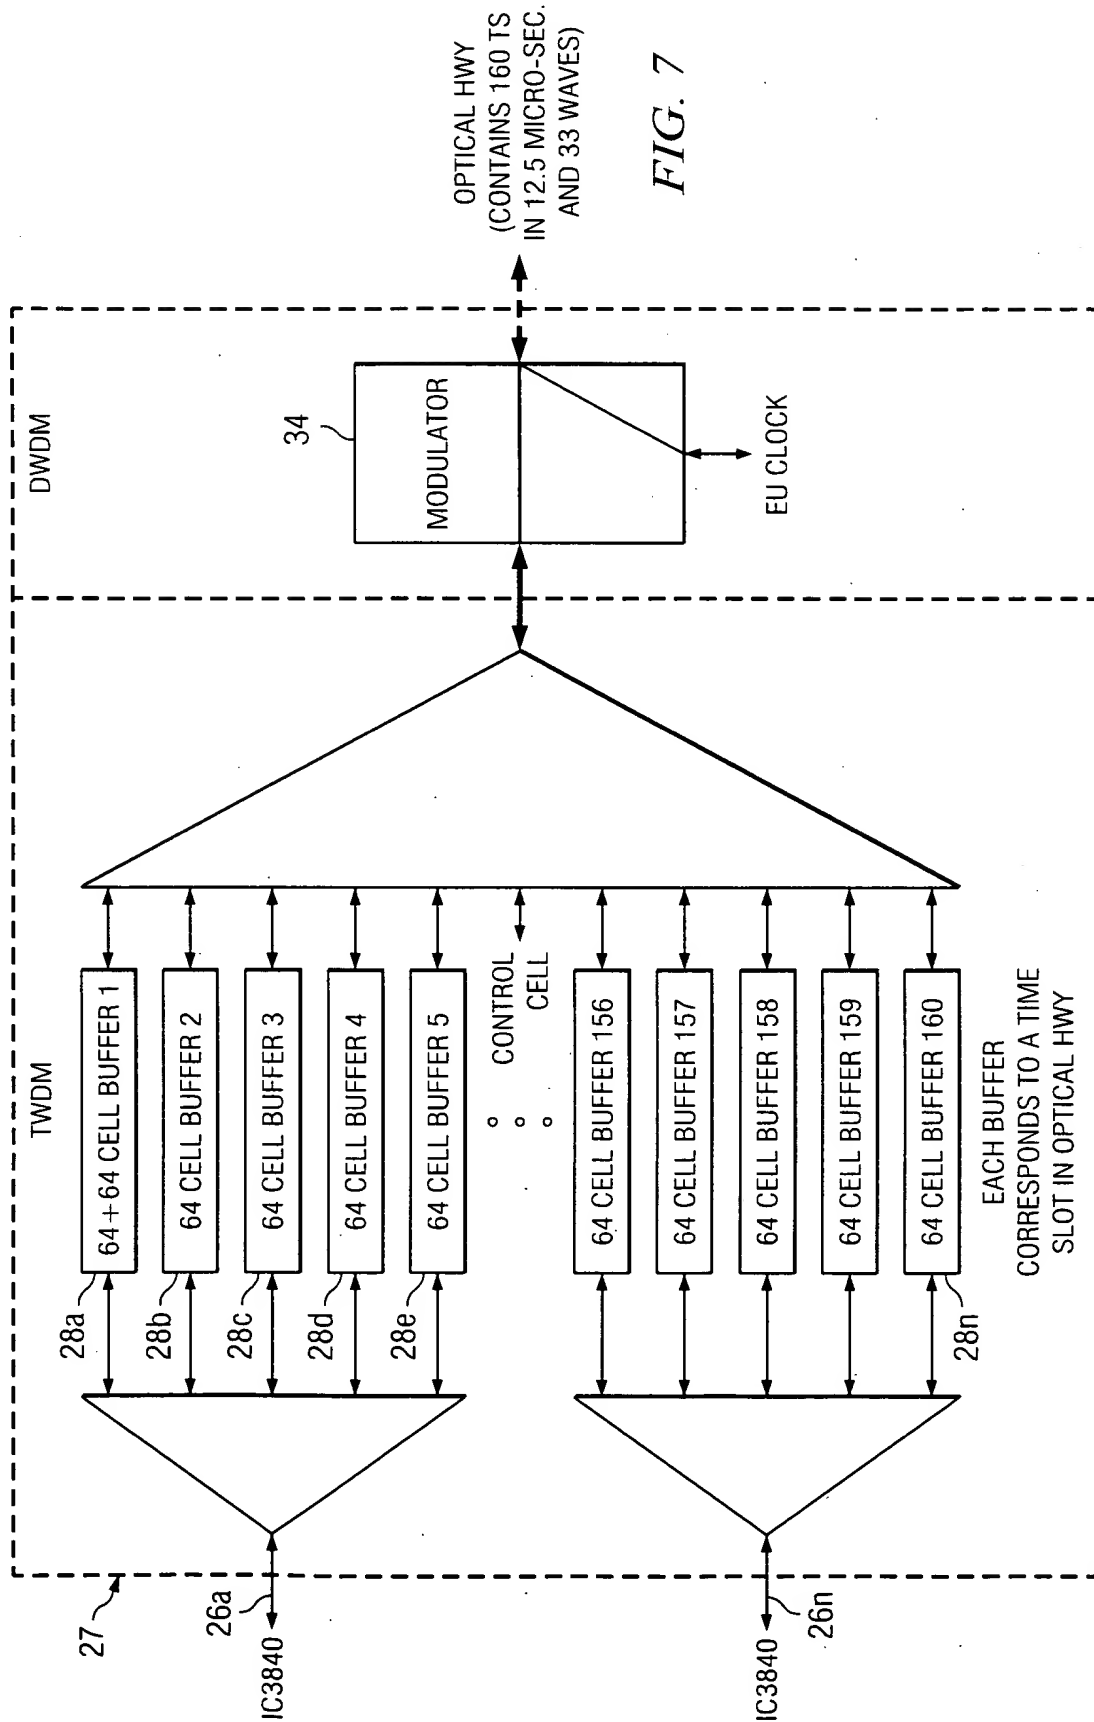 27
TWDM
DWDM
IC3840
26a
28a
64+64 CELL BUFFER 1
28b
64 CELL BUFFER 2
28c
64 CELL BUFFER 3
28d
64 CELL BUFFER 4
28e
64 CELL BUFFER 5
CONTROL
CELL
IC3840
26n
64 CELL BUFFER 156
64 CELL BUFFER 157
64 CELL BUFFER 158
64 CELL BUFFER 159
64 CELL BUFFER 160
28n
EACH BUFFER
CORRESPONDS TO A TIME
SLOT IN OPTICAL HWY
34
MODULATOR
EU CLOCK
OPTICAL HWY
(CONTAINS 160 TS
IN 12.5 MICRO-SEC.
AND 33 WAVES)
FIG. 7